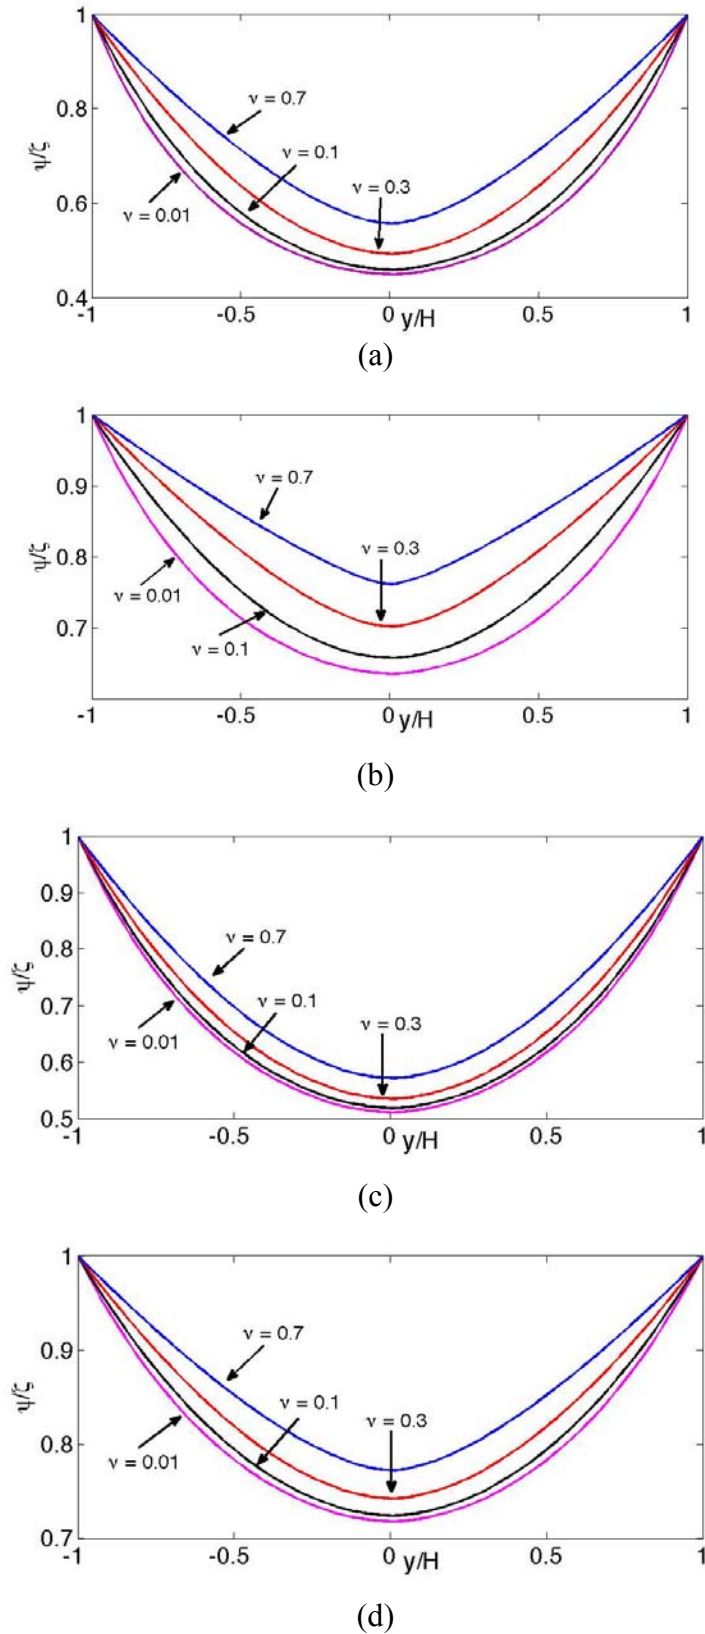 1
ν = 0.7
0.8
ν = 0.1
ψ/ζ
ν = 0.3
0.6
ν = 0.01
0.4
-1 -0.5 0 y/H 0.5 1
(a)
1
0.9
ν = 0.7
ψ/ζ
0.8
ν = 0.3
ν = 0.01
0.7
ν = 0.1
-1 -0.5 0 y/H 0.5 1
(b)
1
0.9
0.8
ν = 0.7
ψ/ζ
0.7
ν = 0.1
ν = 0.3
ν = 0.01
0.6
0.5
-1 -0.5 0 y/H 0.5 1
(c)
1
ν = 0.7
0.9
ψ/ζ
ν = 0.1
ν = 0.3
0.8
ν = 0.01
0.7
-1 -0.5 0 y/H 0.5 1
(d)